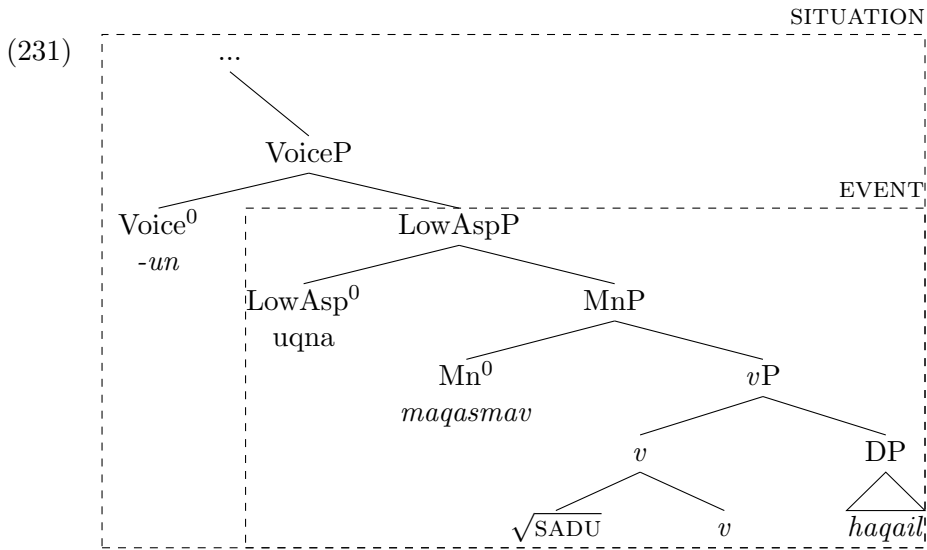 SITUATION
(231)
...
VoiceP
EVENT
Voice⁰ LowAspP
-un
LowAsp⁰ MnP
uqna
Mn⁰ vP
maqasmav
v DP
√SADU v haqail